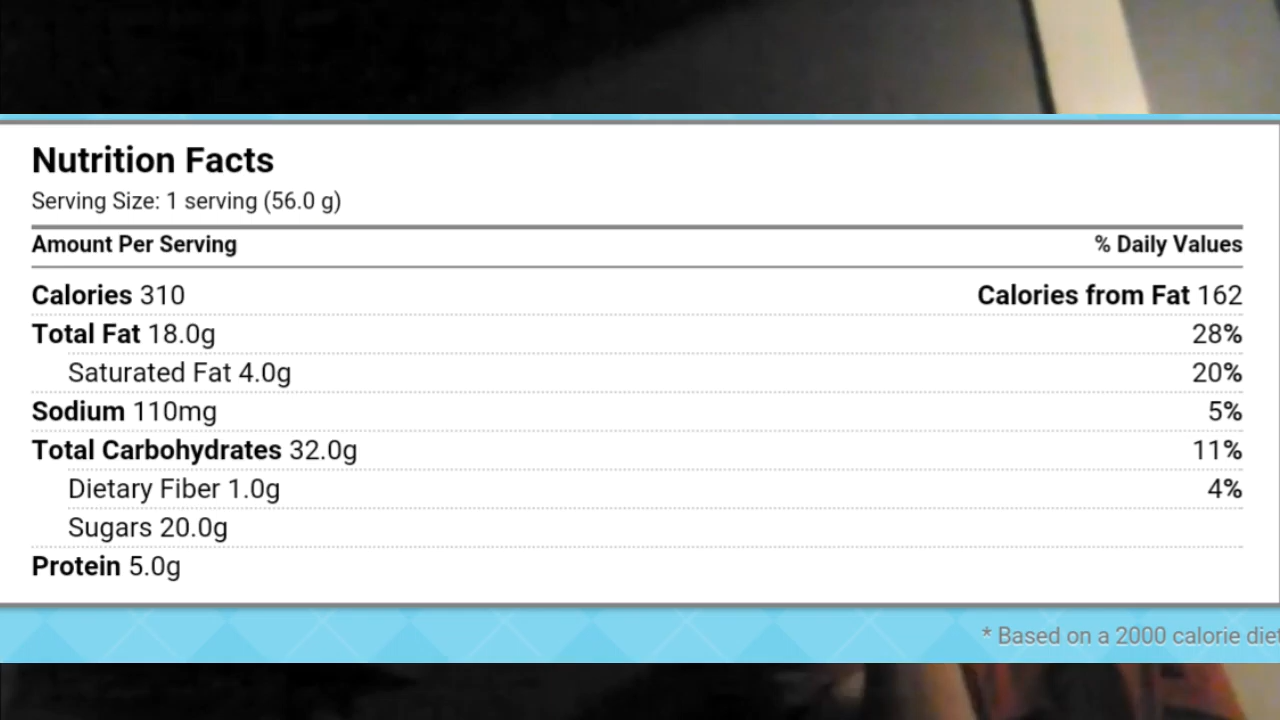 Nutrition Facts
Serving Size: 1 serving (56.0 g)
Amount Per Serving % Daily Values
Calories 310 Calories from Fat 162
Total Fat 18.0g 28%
Saturated Fat 4.0g 20%
Sodium 110mg 5%
Total Carbohydrates 32.0g 11%
Dietary Fiber 1.0g 4%
Sugars 20.0g
Protein 5.0g
* Based on a 2000 calorie diet